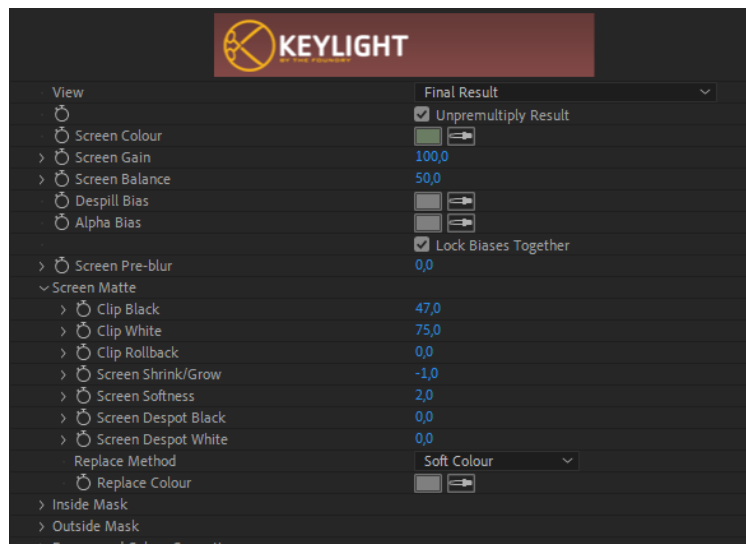 KEYLIGHT
BY THE FOUNDRY
View Final Result
Unpremultiply Result
Screen Colour
Screen Gain 100,0
Screen Balance 50,0
Despill Bias
Alpha Bias
Lock Biases Together
Screen Pre-blur 0,0
Screen Matte
Clip Black 47,0
Clip White 75,0
Clip Rollback 0,0
Screen Shrink/Grow -1,0
Screen Softness 2,0
Screen Despot Black 0,0
Screen Despot White 0,0
Replace Method Soft Colour
Replace Colour
Inside Mask
Outside Mask